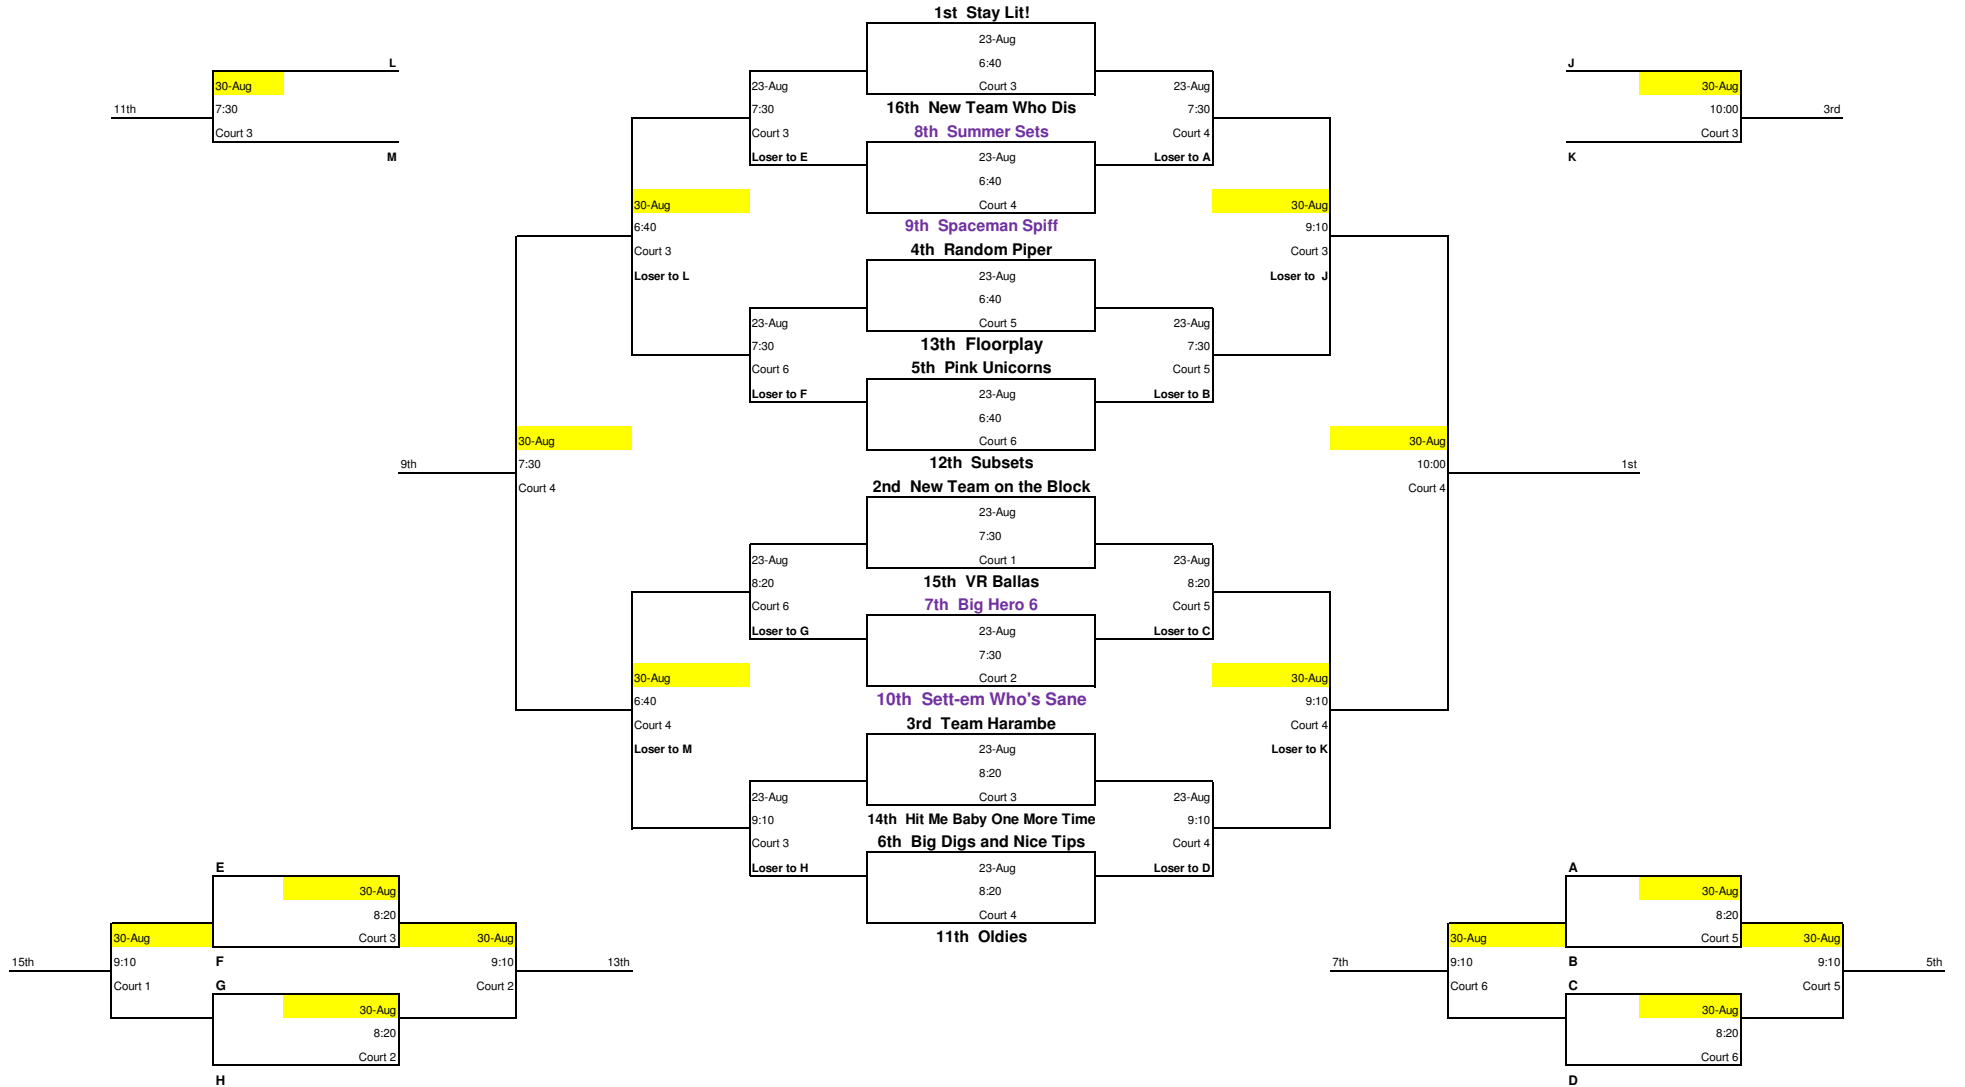 1st  Stay Lit!
23-Aug
6:40
Court 3
16th  New Team Who Dis
8th  Summer Sets
23-Aug
6:40
Court 4
9th  Spaceman Spiff
4th  Random Piper
23-Aug
6:40
Court 5
13th  Floorplay
5th  Pink Unicorns
23-Aug
6:40
Court 6
12th  Subsets
2nd  New Team on the Block
23-Aug
7:30
Court 1
15th  VR Ballas
7th  Big Hero 6
23-Aug
7:30
Court 2
10th  Sett-em Who's Sane
3rd  Team Harambe
23-Aug
8:20
Court 3
14th  Hit Me Baby One More Time
6th  Big Digs and Nice Tips
23-Aug
8:20
Court 4
11th  Oldies
L
30-Aug
11th
7:30
Court 3
M
23-Aug
7:30
Court 3
Loser to E
30-Aug
6:40
Court 3
Loser to L
23-Aug
7:30
Court 6
Loser to F
30-Aug
9th
7:30
Court 4
23-Aug
8:20
Court 6
Loser to G
30-Aug
6:40
Court 4
Loser to M
23-Aug
9:10
Court 3
Loser to H
E
30-Aug
8:20
Court 3
F
30-Aug
15th
9:10
Court 1
30-Aug
9:10
13th
Court 2
G
30-Aug
8:20
Court 2
H
J
30-Aug
10:00
3rd
Court 3
K
23-Aug
7:30
Court 4
Loser to A
30-Aug
9:10
Court 3
Loser to  J
23-Aug
7:30
Court 5
Loser to B
30-Aug
10:00
1st
Court 4
23-Aug
8:20
Court 5
Loser to C
30-Aug
9:10
Court 4
Loser to K
23-Aug
9:10
Court 4
Loser to D
A
30-Aug
8:20
Court 5
B
30-Aug
7th
9:10
Court 6
30-Aug
9:10
5th
Court 5
C
30-Aug
8:20
Court 6
D